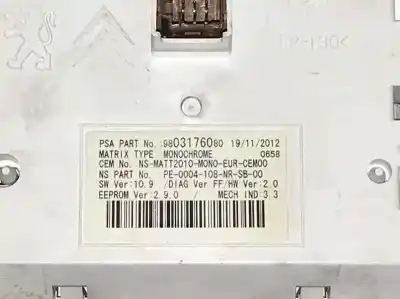 PSA PART No. 9803176080 19/11/2012
MATRIX TYPE MONOCHROME 0658
CEM No. NS-MATT2010-MONO-EUR-CEM00
NS PART No. PE-0004-108-NR-SB-00
SW Ver:10.9 /DIAG Ver FF/HW Ver:2.0
EEPROM Ver:2.9.0 / MECH IND:3.3